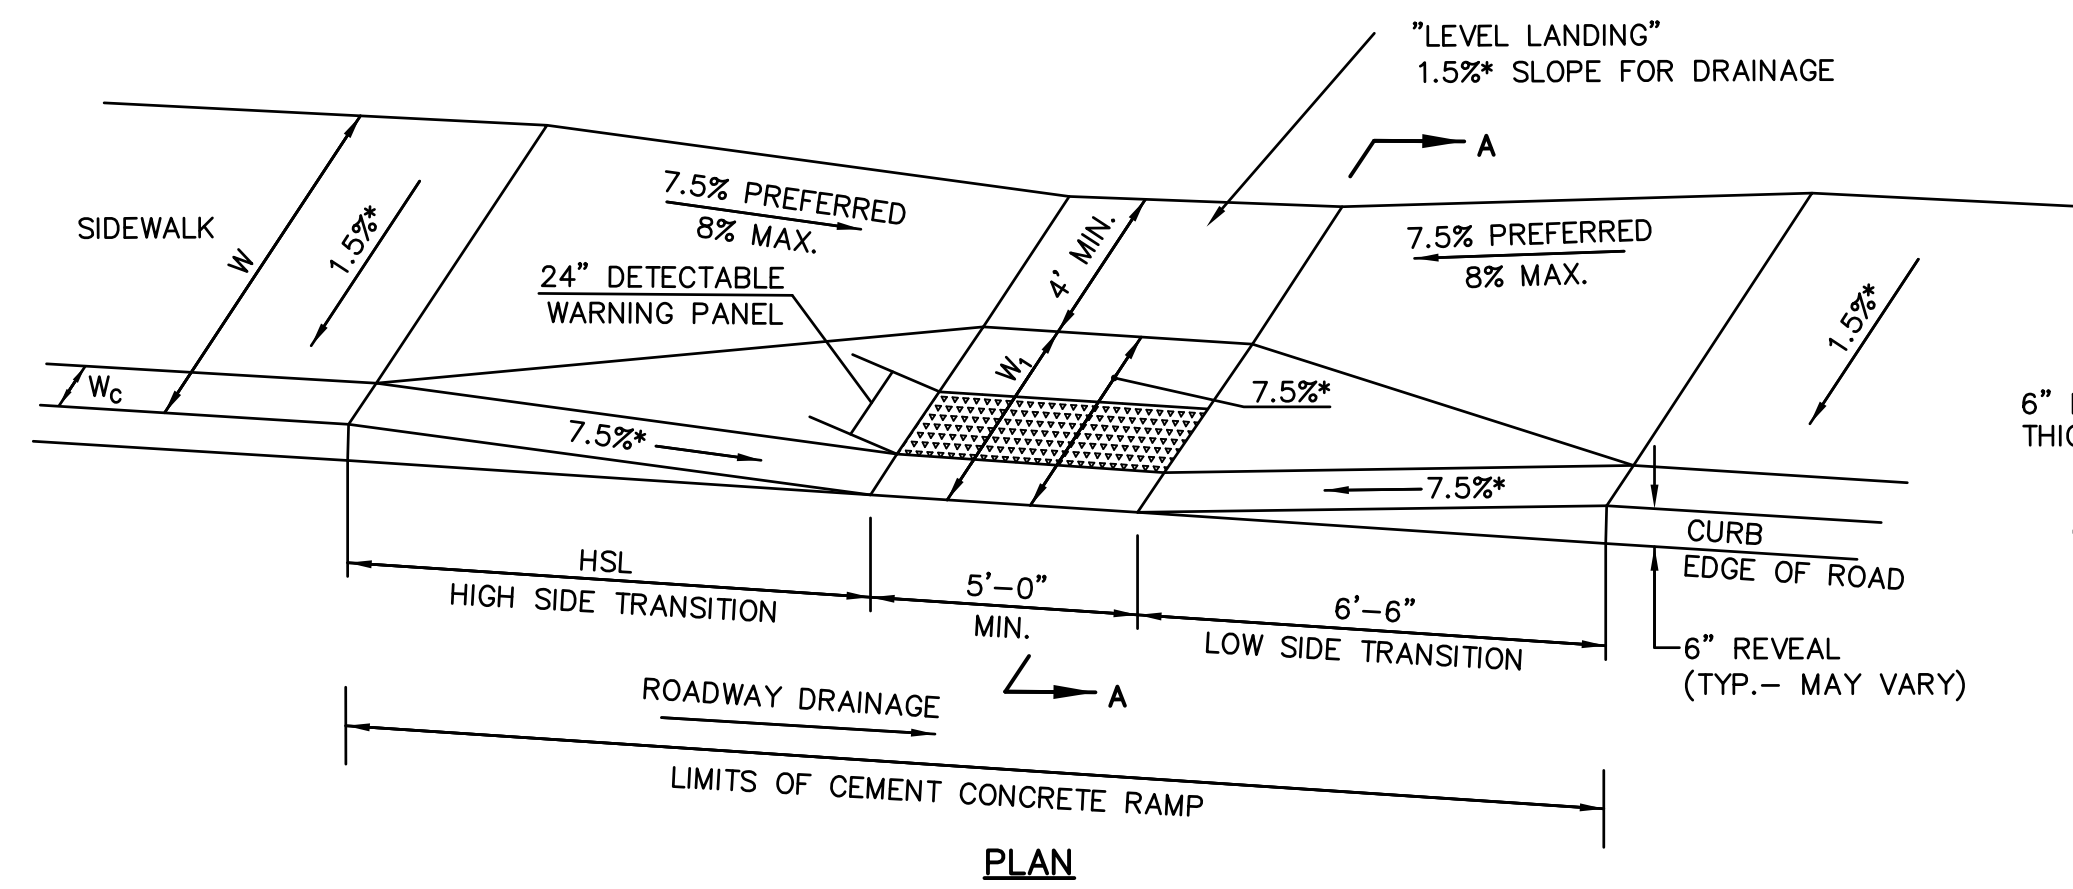 "LEVEL LANDING"
1.5%* SLOPE FOR DRAINAGE
A
7.5% PREFERRED
8% MAX.
SIDEWALK
W
1.5%*
4' MIN.
7.5% PREFERRED
8% MAX.
24" DETECTABLE
WARNING PANEL
1.5%*
W1
WC
7.5%*
6"
7.5%*
7.5%*
CURB
EDGE OF ROAD
HSL
HIGH SIDE TRANSITION
5'-0"
MIN.
6'-6"
LOW SIDE TRANSITION
6" REVEAL
(TYP.- MAY VARY)
ROADWAY DRAINAGE
A
LIMITS OF CEMENT CONCRETE RAMP
PLAN